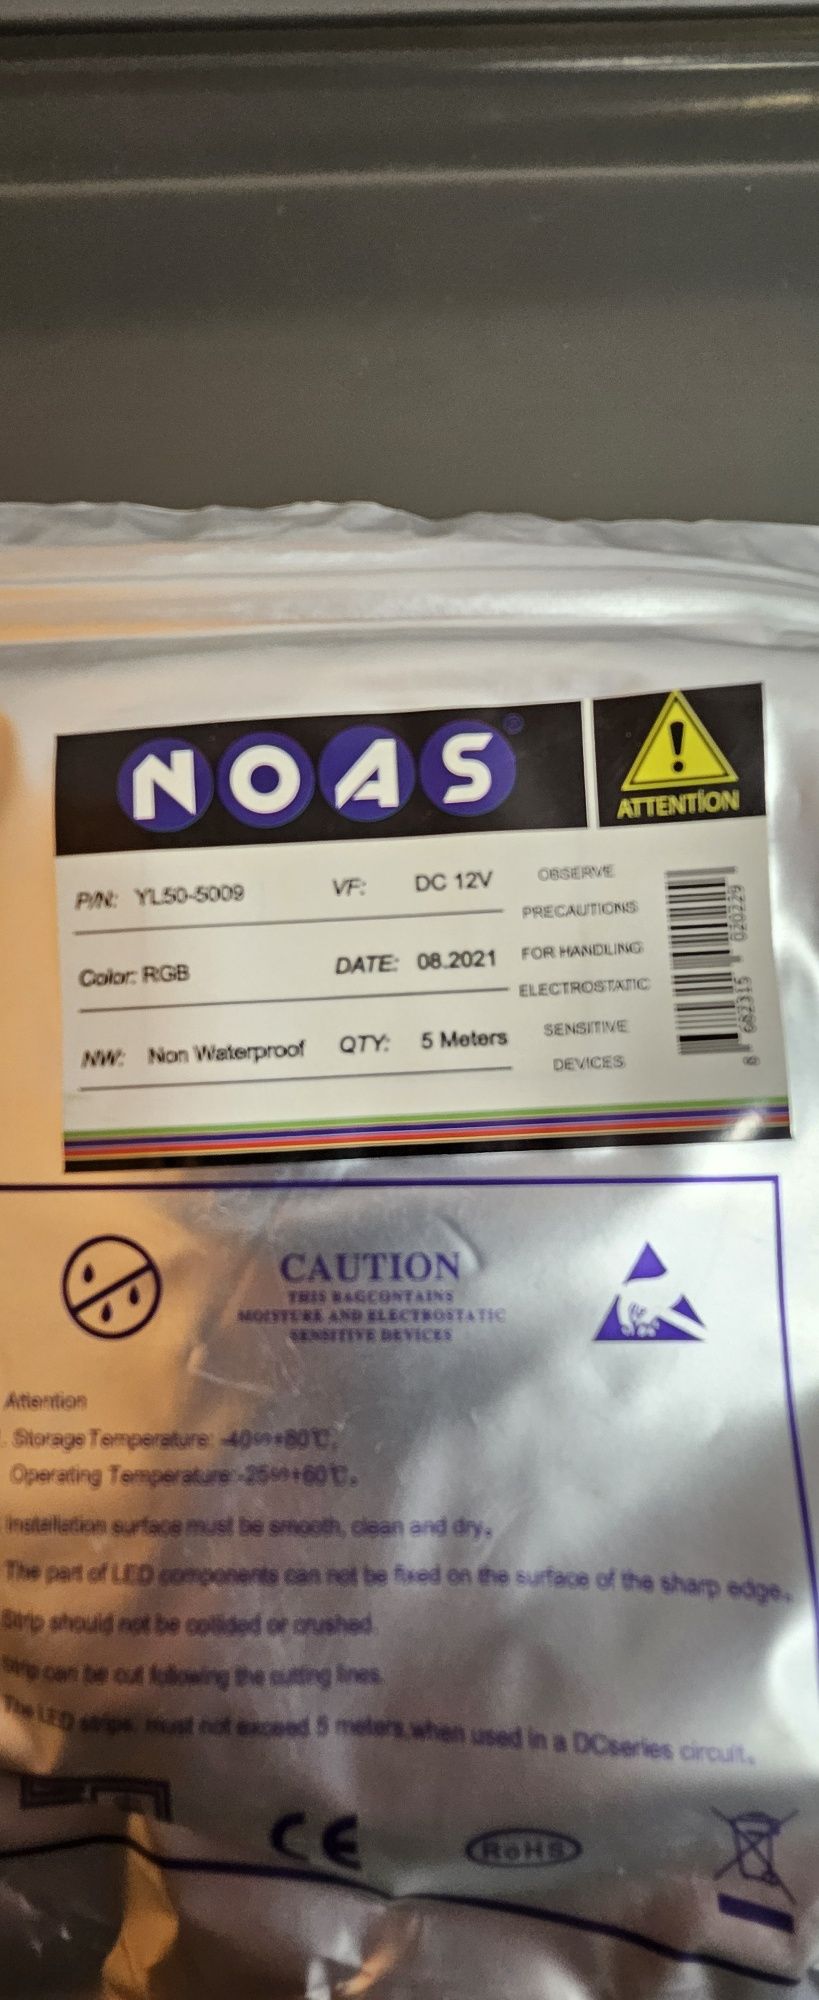 NOAS ®
ATTENTİON
P/N: YL50-5009 VF: DC 12V
Color: RGB DATE: 08.2021
NW: Non Waterproof QTY: 5 Meters
OBSERVE
PRECAUTIONS
FOR HANDLING
ELECTROSTATIC
SENSITIVE
DEVICES
8 682315 020229
CAUTION
THIS BAGCONTAINS
MOISTURE AND ELECTROSTATIC
SENSITIVE DEVICES
Attention
. Storage Temperature: -40∽+80℃.
Operating Temperature:-25∽+60℃.
Installation surface must be smooth, clean and dry.
The part of LED components can not be fixed on the surface of the sharp edge.
Strip should not be collided or crushed.
Strip can be cut following the cutting lines.
The LED strips, must not exceed 5 meters, when used in a DCseries circuit.
CE
RoHS